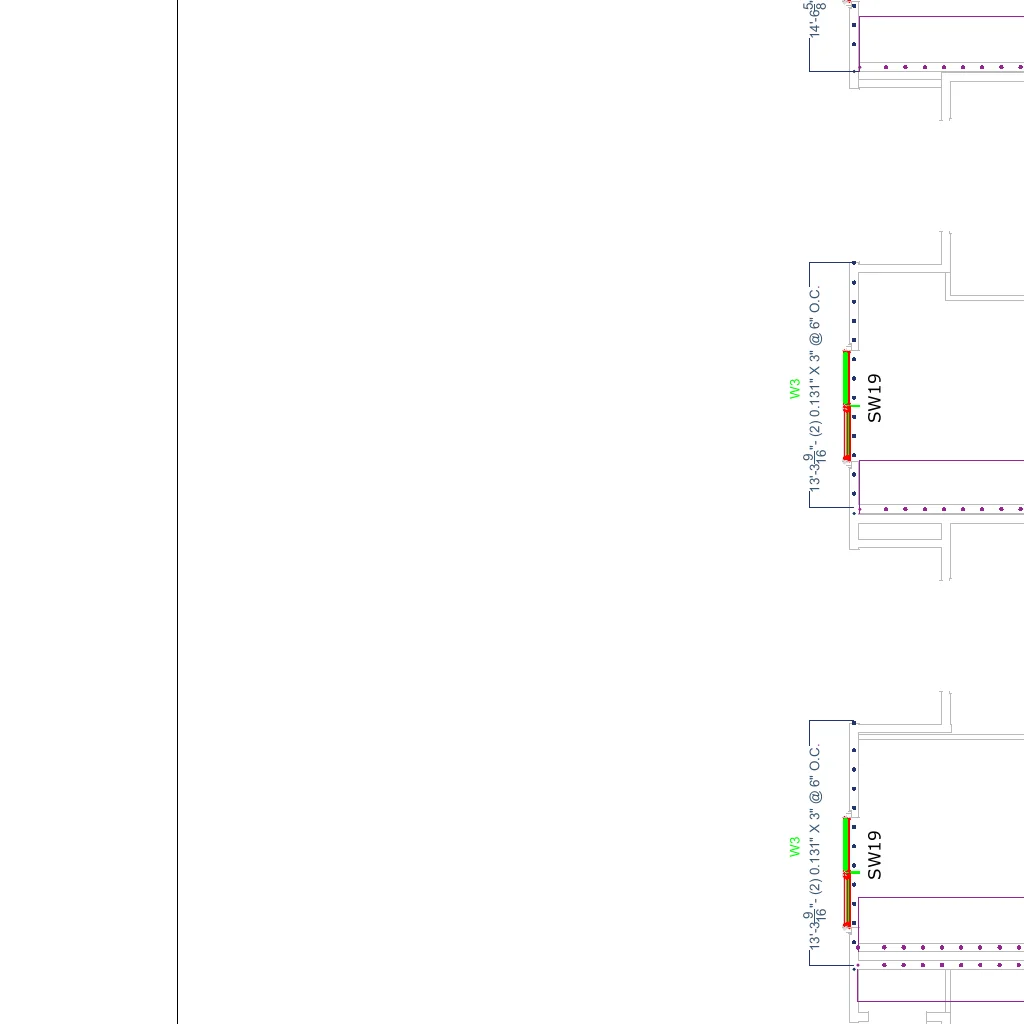 14'-6 5/8"
13'-3 9/16"- (2) 0.131" X 3" @ 6" O.C.
W3
SW19
13'-3 9/16"- (2) 0.131" X 3" @ 6" O.C.
W3
SW19